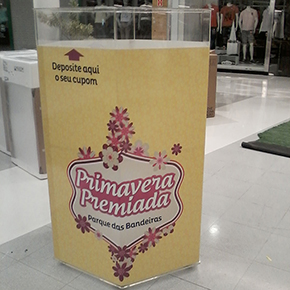 Deposite aqui
o seu cupom
Primavera
Premiada
Parque das Bandeiras